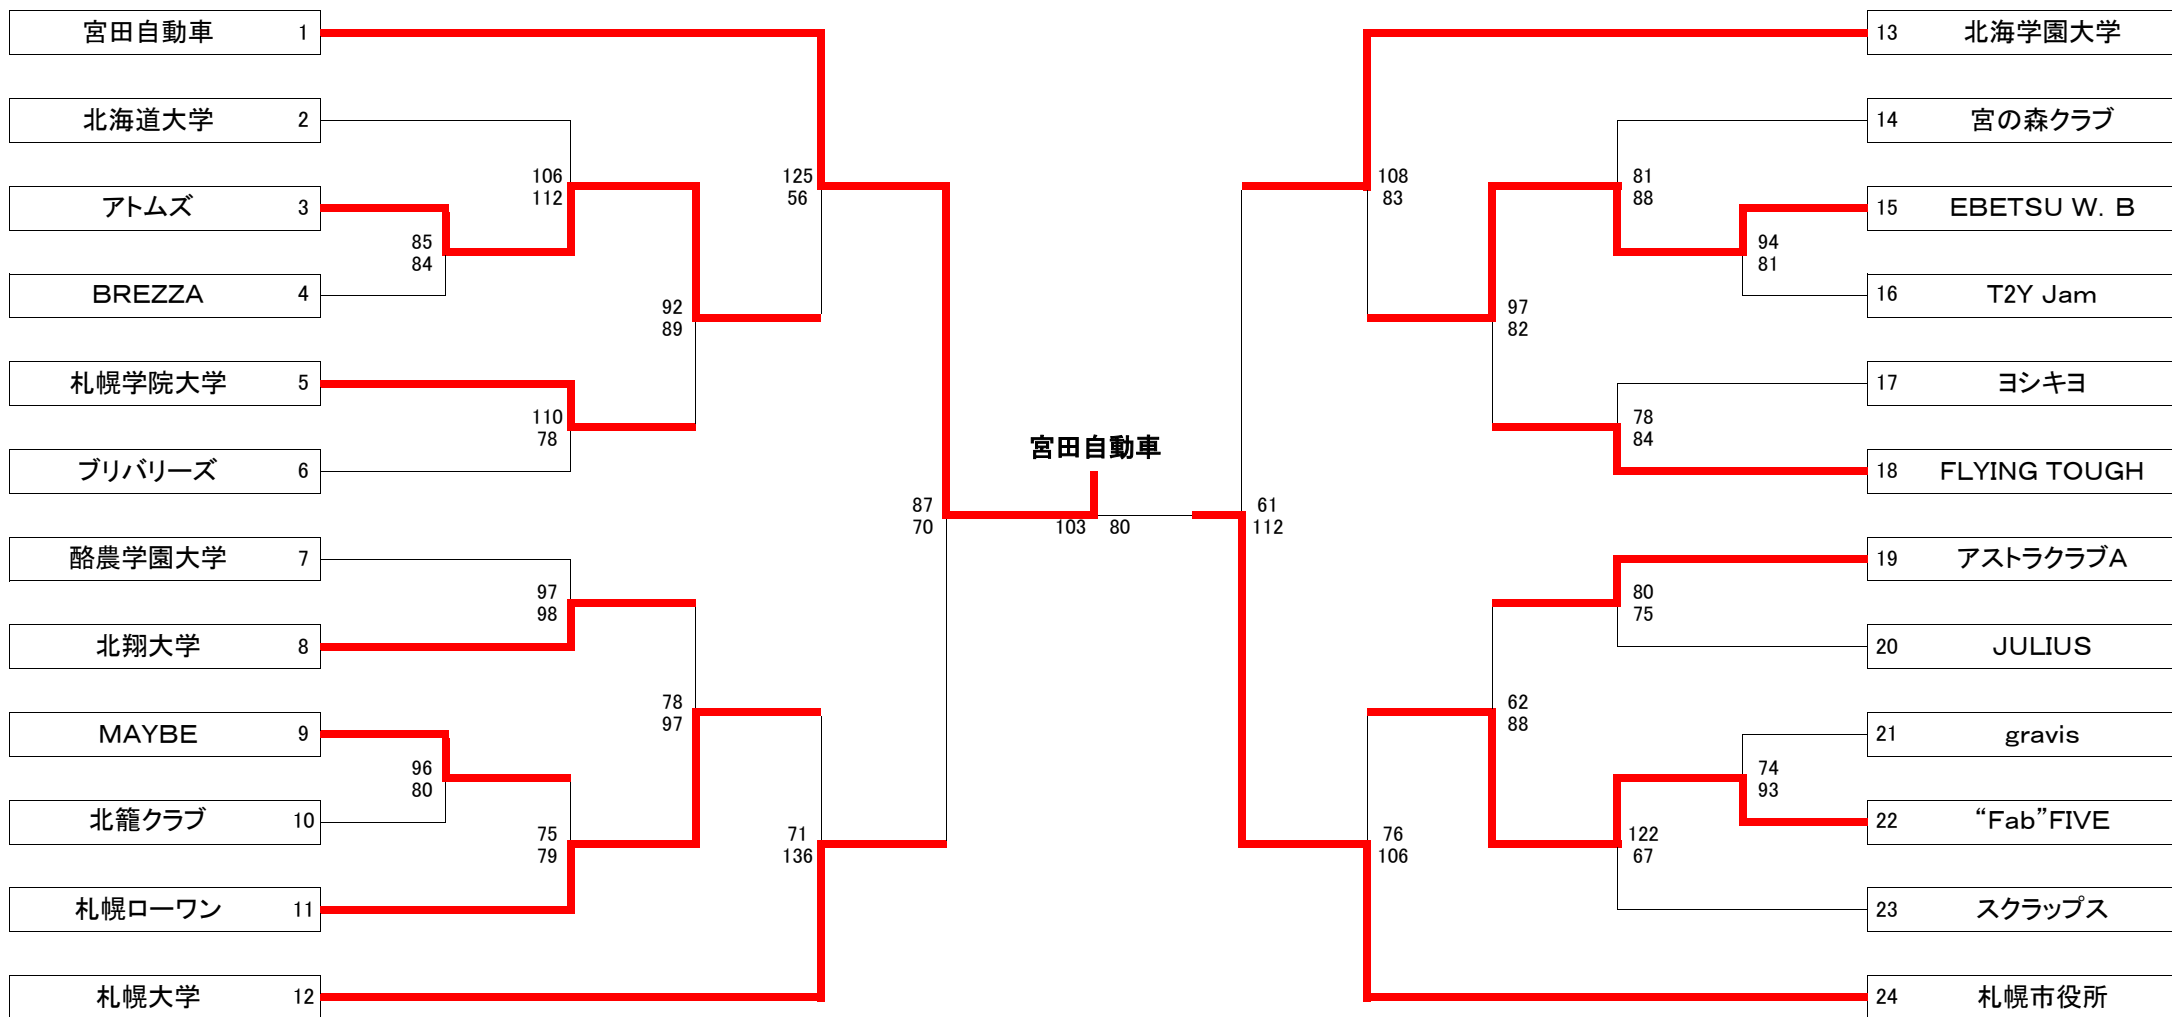 宮田自動車 1
北海道大学 2
106
112
アトムズ 3
85
84
BREZZA 4
125
56
92
89
札幌学院大学 5
110
78
ブリバリーズ 6
酪農学園大学 7
97
98
北翔大学 8
78
97
MAYBE 9
96
80
北籠クラブ 10
75
79
札幌ローワン 11
71
136
札幌大学 12
87
70
宮田自動車
103 80
61
112
13 北海学園大学
108
83
14 宮の森クラブ
81
88
15 EBETSU W. B
94
81
16 T2Y Jam
97
82
17 ヨシキヨ
78
84
18 FLYING TOUGH
19 アストラクラブA
80
75
20 JULIUS
62
88
21 gravis
74
93
22 “Fab”FIVE
122
67
23 スクラップス
76
106
24 札幌市役所